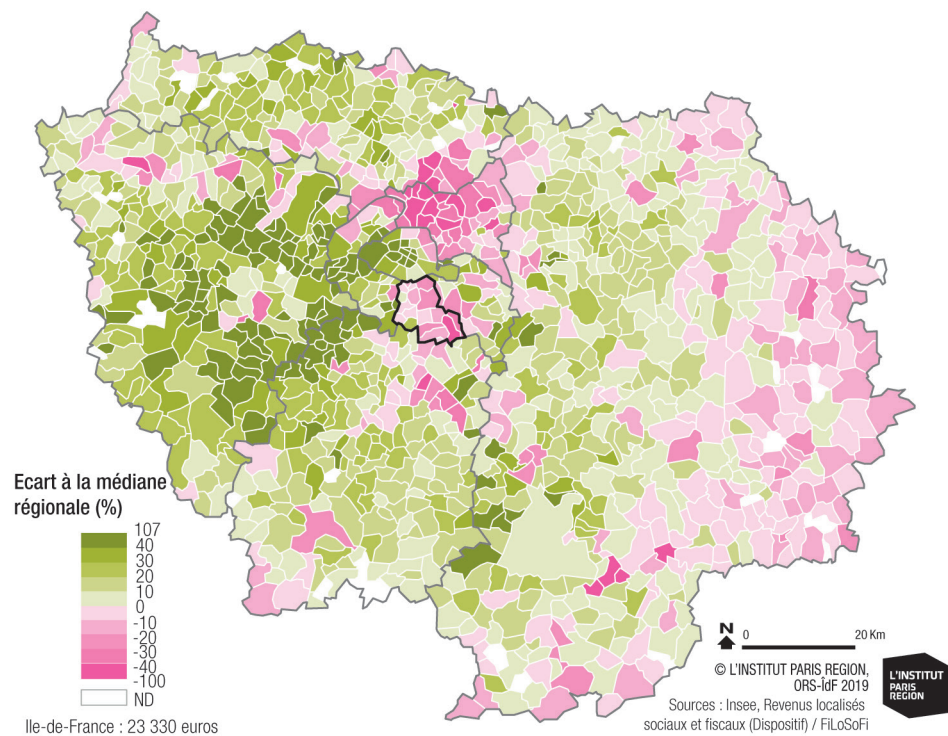 Ecart à la médiane
régionale (%)
107
40
30
20
10
0
-10
-20
-30
-40
-100
ND
Ile-de-France : 23 330 euros
N
0 20 Km
© L'INSTITUT PARIS REGION,
ORS-îdF 2019
Sources : Insee, Revenus localisés
sociaux et fiscaux (Dispositif) / FiLoSoFi
L'INSTITUT
PARIS
REGION